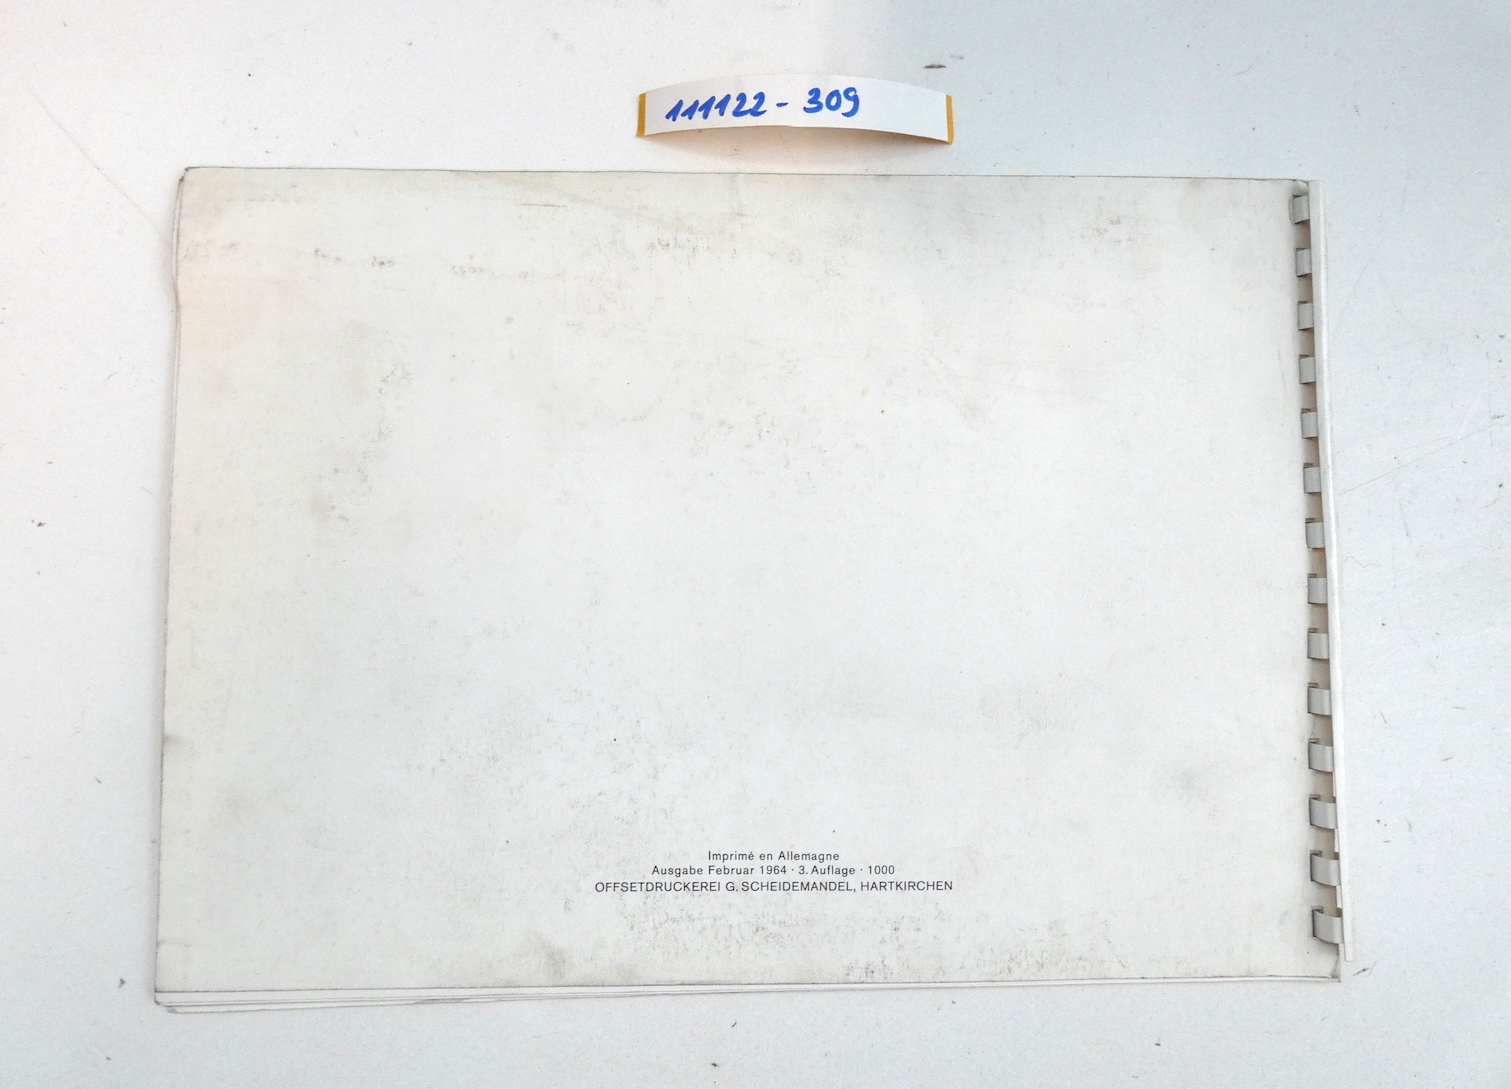 111122 - 309
Imprimé en Allemagne
Ausgabe Februar 1964 · 3. Auflage · 1000
OFFSETDRUCKEREI G. SCHEIDEMANDEL, HARTKIRCHEN